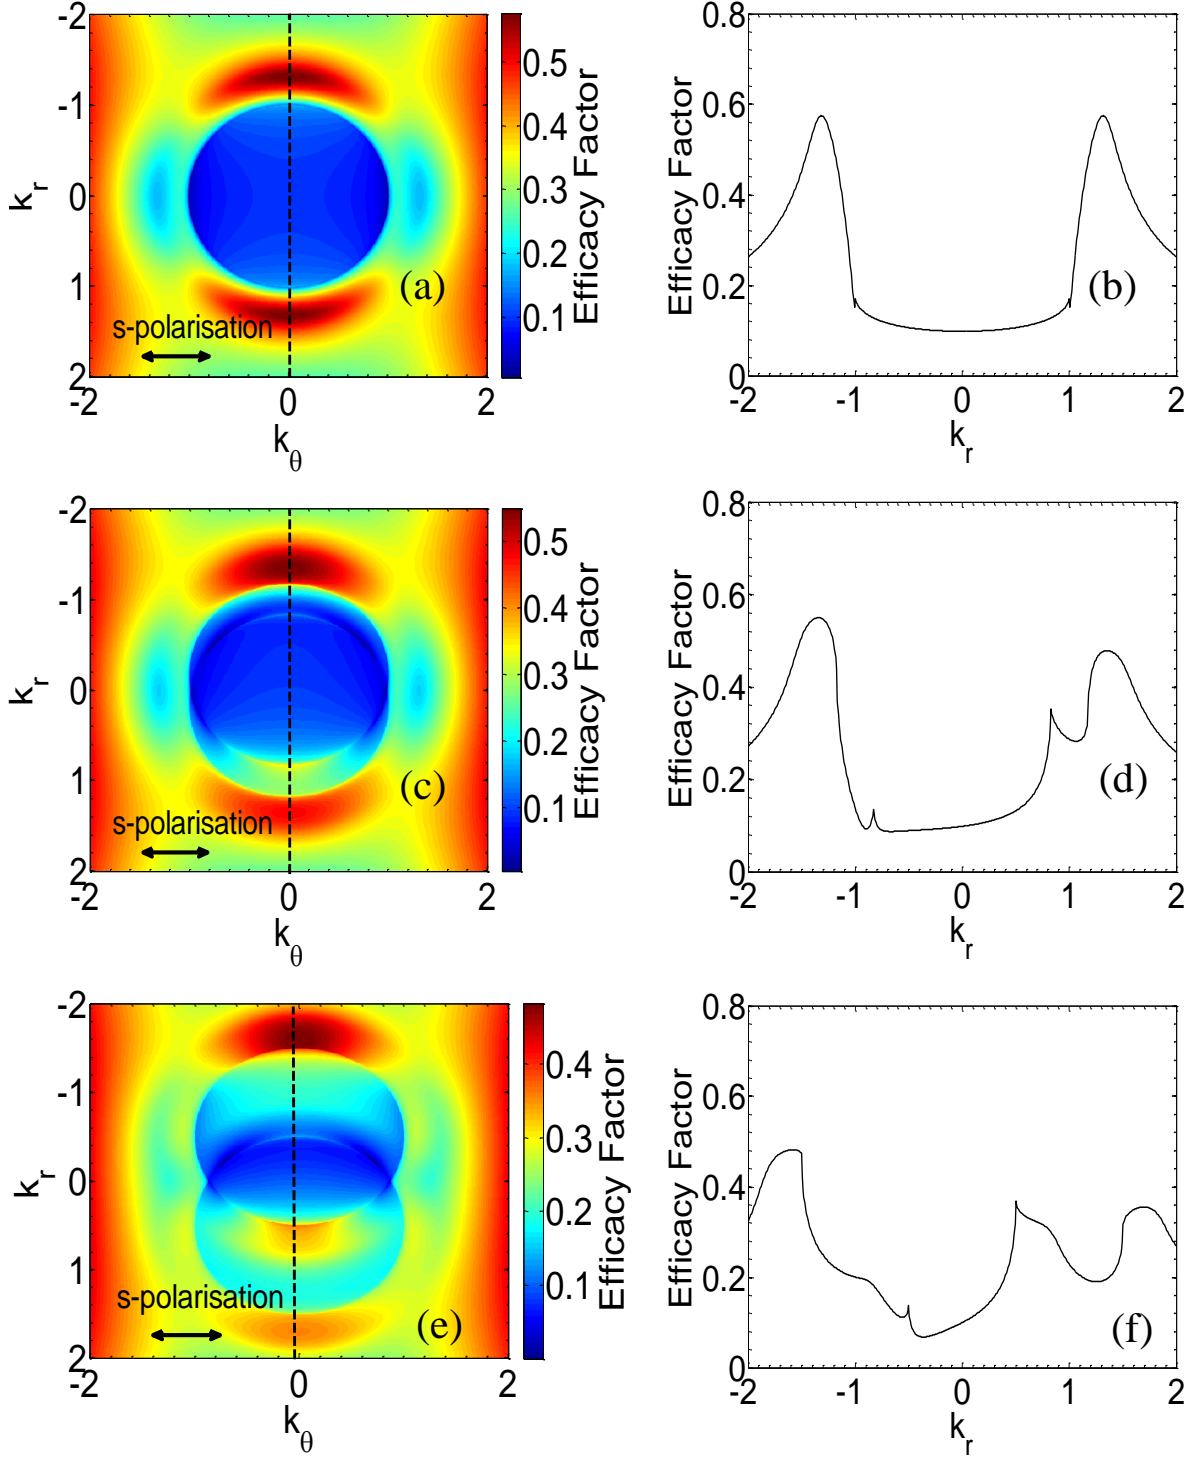 -2
-1
0
1
2
-2
0
2
k_r
k_θ
s-polarisation
(a)
0.5
0.4
0.3
0.2
0.1
Efficacy Factor
0.8
0.6
0.4
0.2
0
-2
-1
0
1
2
Efficacy Factor
k_r
(b)
-2
-1
0
1
2
-2
0
2
k_r
k_θ
s-polarisation
(c)
0.5
0.4
0.3
0.2
0.1
Efficacy Factor
0.8
0.6
0.4
0.2
0
-2
-1
0
1
2
Efficacy Factor
k_r
(d)
-2
-1
0
1
2
-2
0
2
k_r
k_θ
s-polarisation
(e)
0.4
0.3
0.2
0.1
Efficacy Factor
0.8
0.6
0.4
0.2
0
-2
-1
0
1
2
Efficacy Factor
k_r
(f)